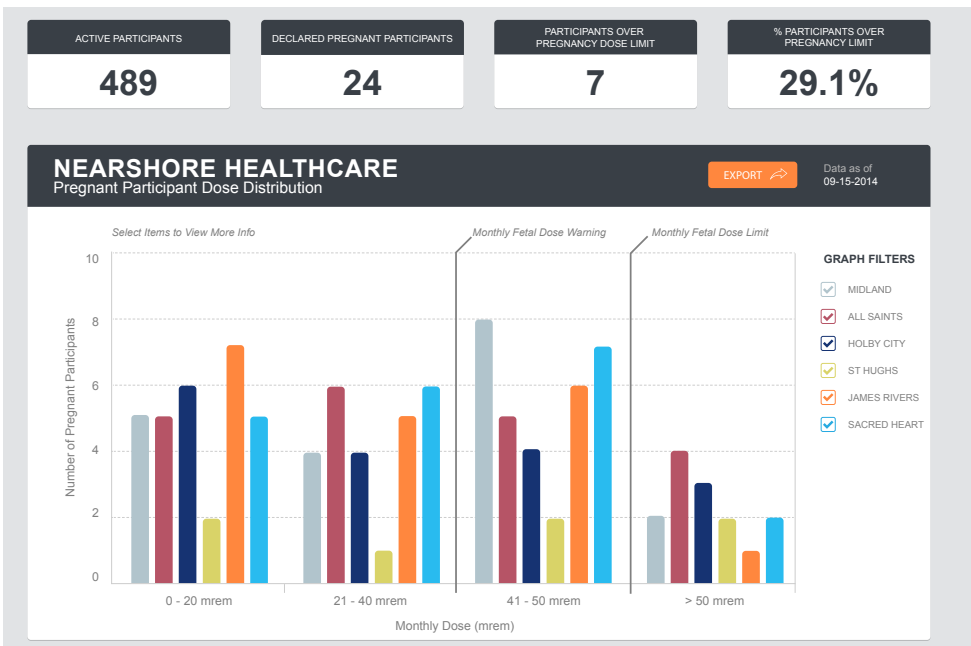 ACTIVE PARTICIPANTS
489
DECLARED PREGNANT PARTICIPANTS
24
PARTICIPANTS OVER
PREGNANCY DOSE LIMIT
7
% PARTICIPANTS OVER
PREGNANCY LIMIT
29.1%
NEARSHORE HEALTHCARE
Pregnant Participant Dose Distribution
EXPORT
Data as of
09-15-2014
Select Items to View More Info
Monthly Fetal Dose Warning
Monthly Fetal Dose Limit
Number of Pregnant Participants
10
8
6
4
2
0
0 - 20 mrem
21 - 40 mrem
41 - 50 mrem
> 50 mrem
Monthly Dose (mrem)
GRAPH FILTERS
MIDLAND
ALL SAINTS
HOLBY CITY
ST HUGHS
JAMES RIVERS
SACRED HEART